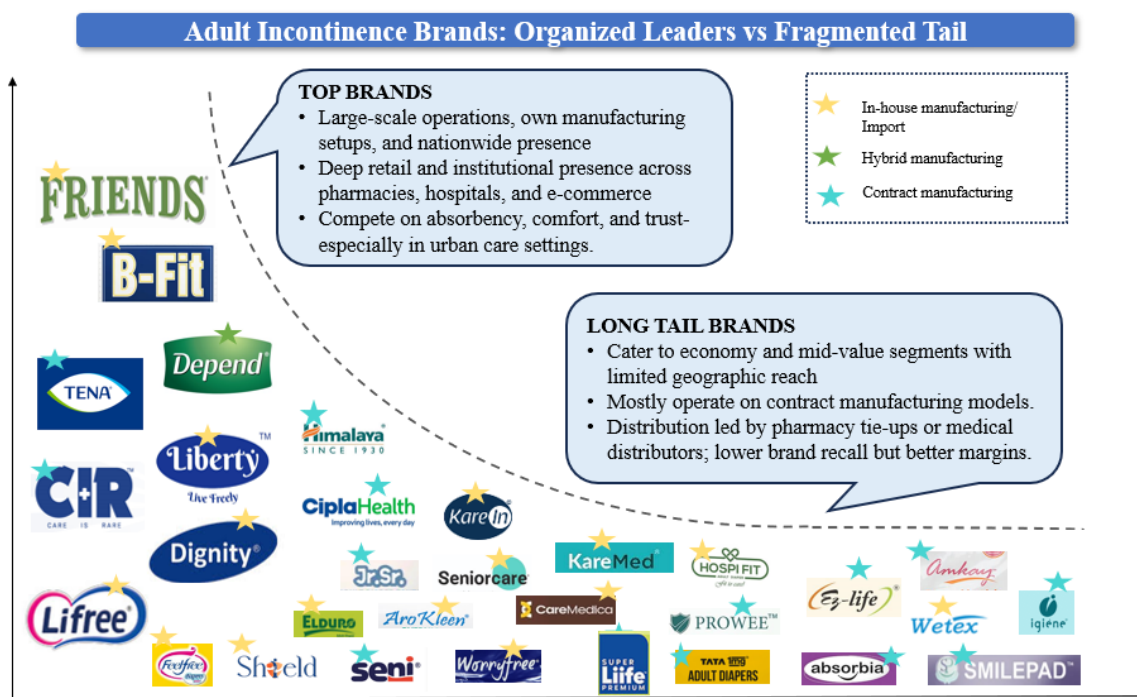 Adult Incontinence Brands: Organized Leaders vs Fragmented Tail
TOP BRANDS
• Large-scale operations, own manufacturing
setups, and nationwide presence
• Deep retail and institutional presence across
pharmacies, hospitals, and e-commerce
• Compete on absorbency, comfort, and trust-
especially in urban care settings.
In-house manufacturing/
Import
Hybrid manufacturing
Contract manufacturing
FRIENDS
B-Fit
LONG TAIL BRANDS
• Cater to economy and mid-value segments with
limited geographic reach
• Mostly operate on contract manufacturing models.
• Distribution led by pharmacy tie-ups or medical
distributors; lower brand recall but better margins.
Depend®
TENA
Himalaya
SINCE 1930
Liberty™
Live Freely
CIR™
CARE IS RARE
CiplaHealth
Improving lives, every day
KareIn®
Dignity®
Jr.Sr.
Seniorcare
KareMed®
HOSPI FIT
Ez-life®
Amkay
Lifree®
ELDURO
AroKleen
CareMedica
PROWEE™
Wetex
igiene
Feelfree
Shield
seni®
Worryfree
SUPER
Liife
PREMIUM
TATA 1mg
ADULT DIAPERS
absorbia
SMILEPAD™